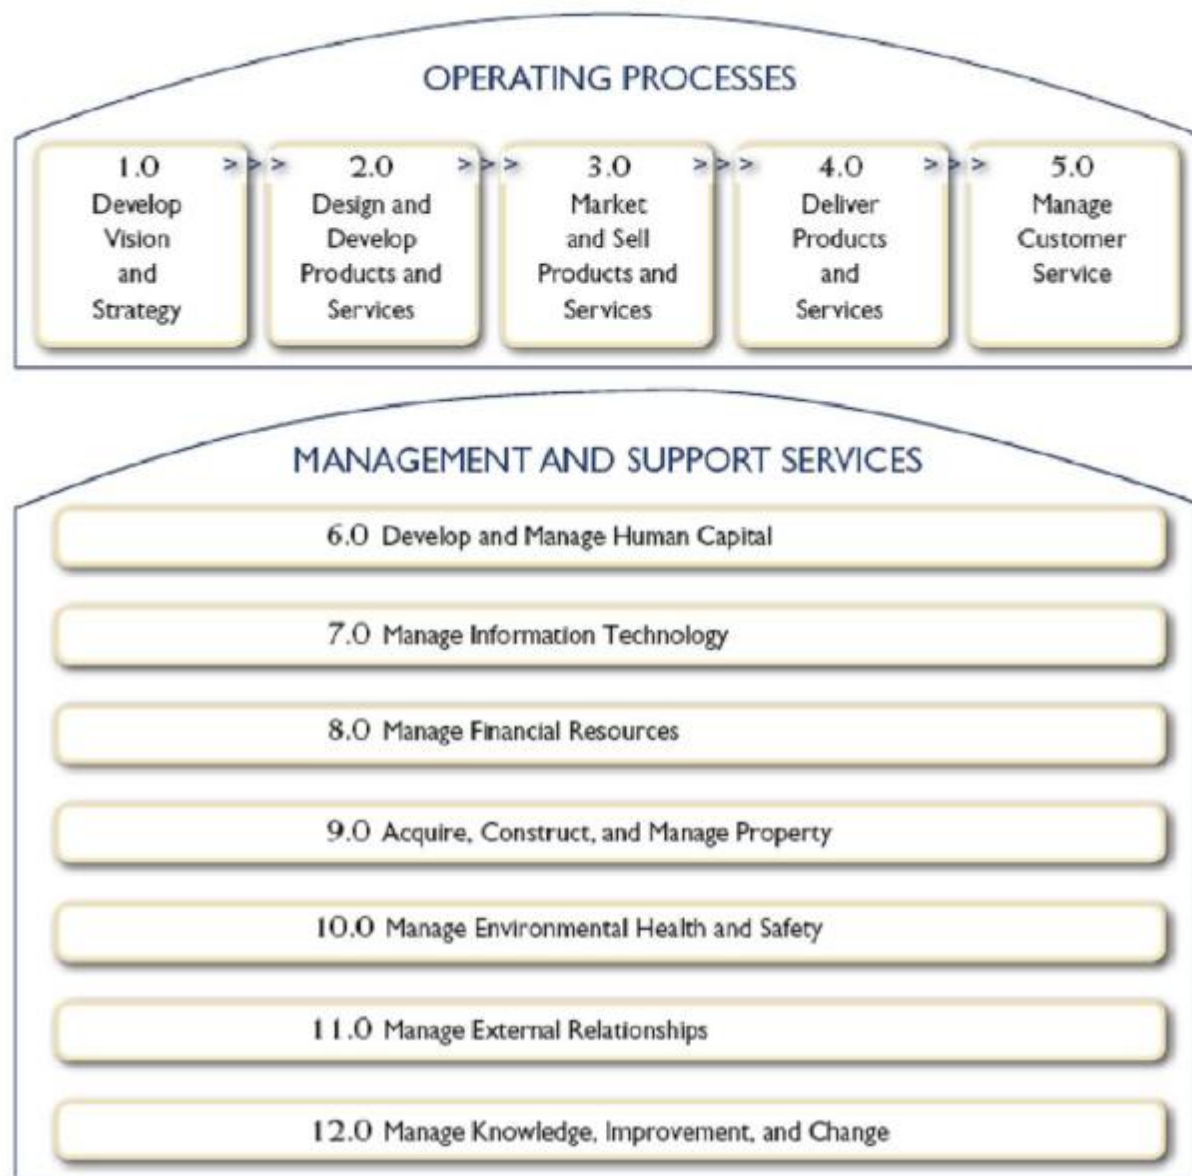 OPERATING PROCESSES
1.0 >>> 2.0 >>> 3.0 >>> 4.0 >>> 5.0
Develop
Vision
and
Strategy
Design and
Develop
Products and
Services
Market
and Sell
Products and
Services
Deliver
Products
and
Services
Manage
Customer
Service
MANAGEMENT AND SUPPORT SERVICES
6.0 Develop and Manage Human Capital
7.0 Manage Information Technology
8.0 Manage Financial Resources
9.0 Acquire, Construct, and Manage Property
10.0 Manage Environmental Health and Safety
11.0 Manage External Relationships
12.0 Manage Knowledge, Improvement, and Change